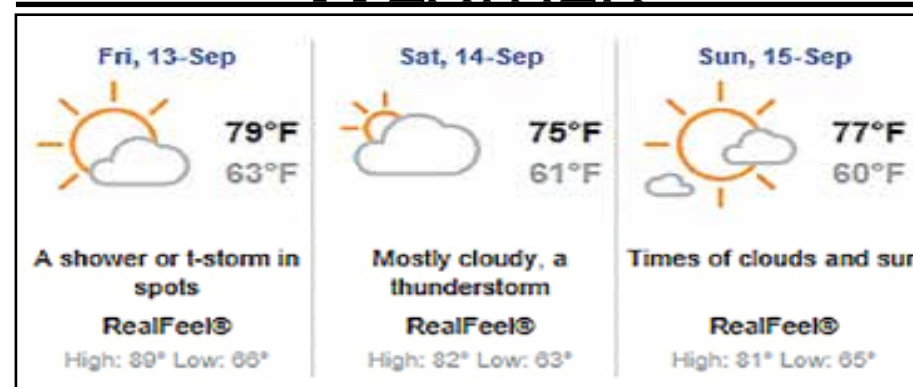 Fri, 13-Sep
79°F
63°F
A shower or t-storm in
spots
RealFeel®
High: 89° Low: 66°
Sat, 14-Sep
75°F
61°F
Mostly cloudy, a
thunderstorm
RealFeel®
High: 82° Low: 63°
Sun, 15-Sep
77°F
60°F
Times of clouds and sun
RealFeel®
High: 81° Low: 65°